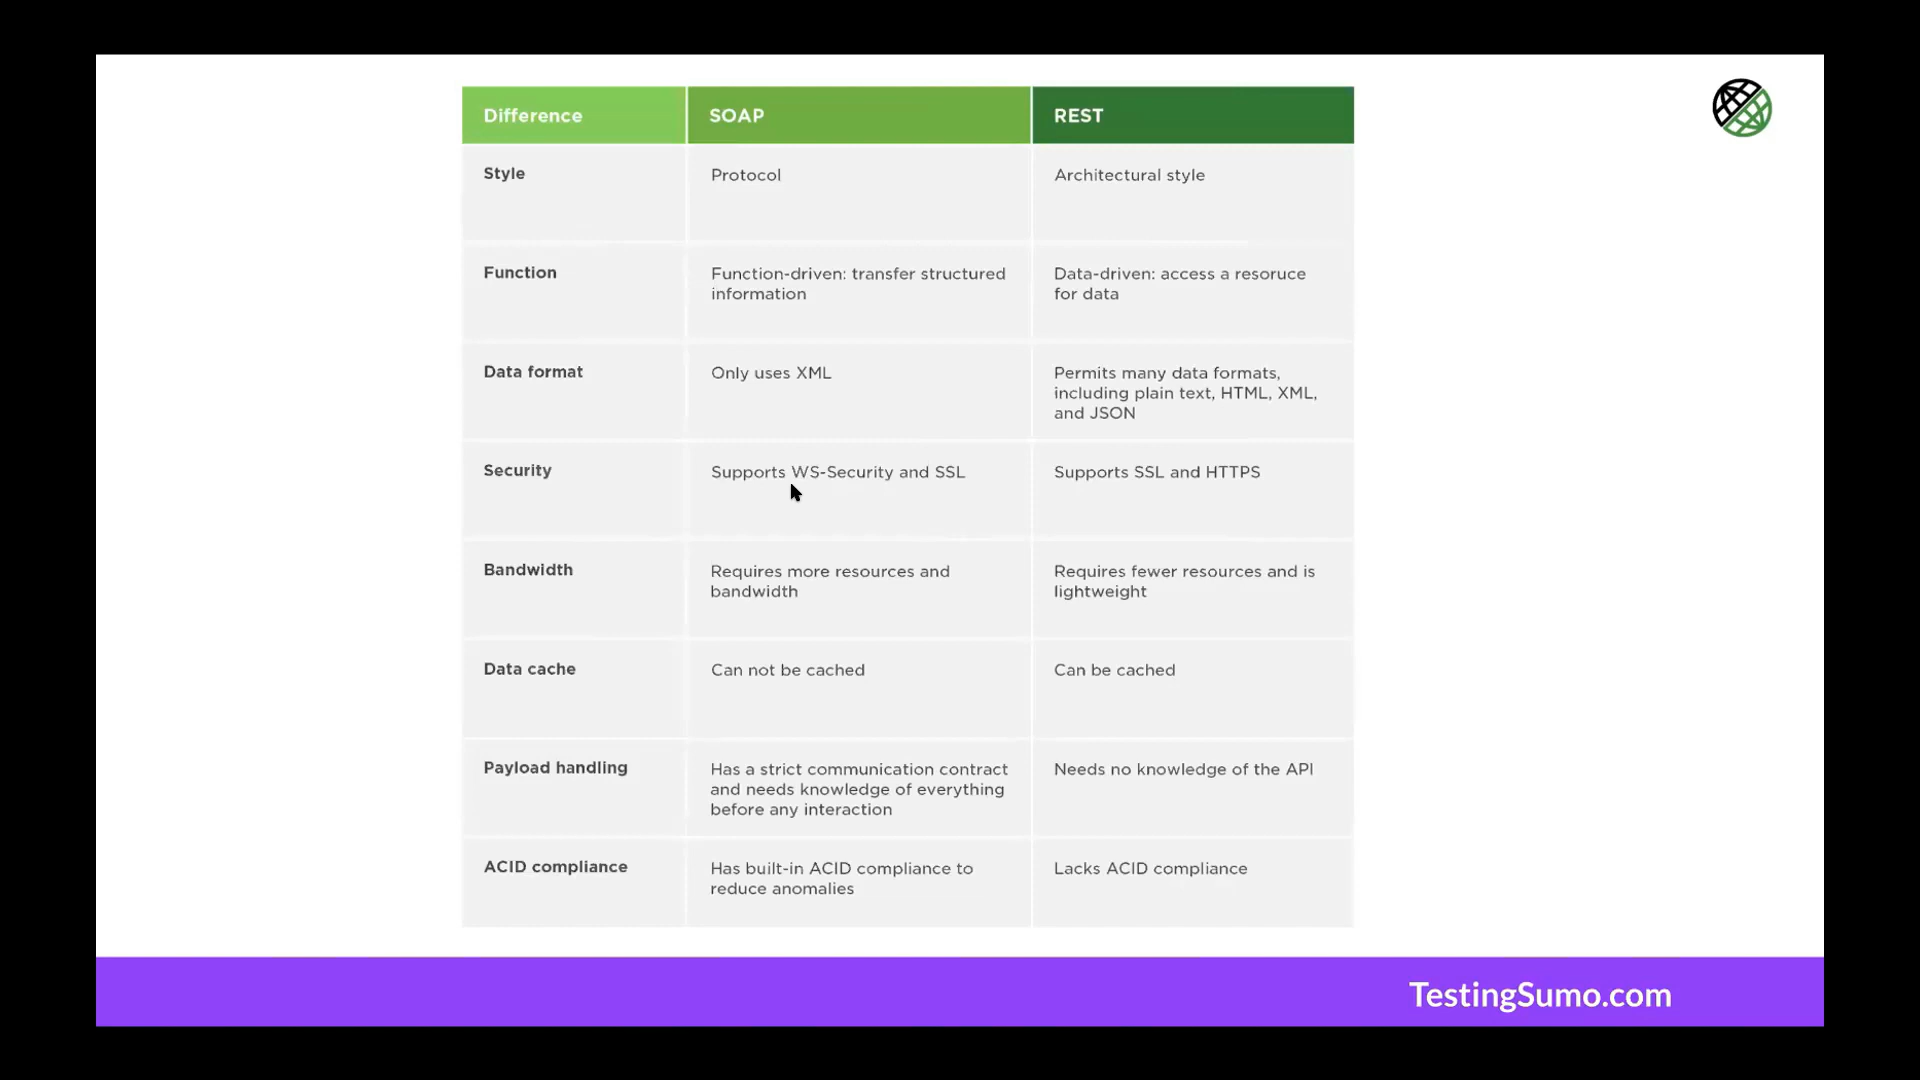 Difference
SOAP
REST
Style
Protocol
Architectural style
Function
Function-driven: transfer structured
information
Data-driven: access a resoruce
for data
Data format
Only uses XML
Permits many data formats,
including plain text, HTML, XML,
and JSON
Security
Supports WS-Security and SSL
Supports SSL and HTTPS
Bandwidth
Requires more resources and
bandwidth
Requires fewer resources and is
lightweight
Data cache
Can not be cached
Can be cached
Payload handling
Has a strict communication contract
and needs knowledge of everything
before any interaction
Needs no knowledge of the API
ACID compliance
Has built-in ACID compliance to
reduce anomalies
Lacks ACID compliance
TestingSumo.com